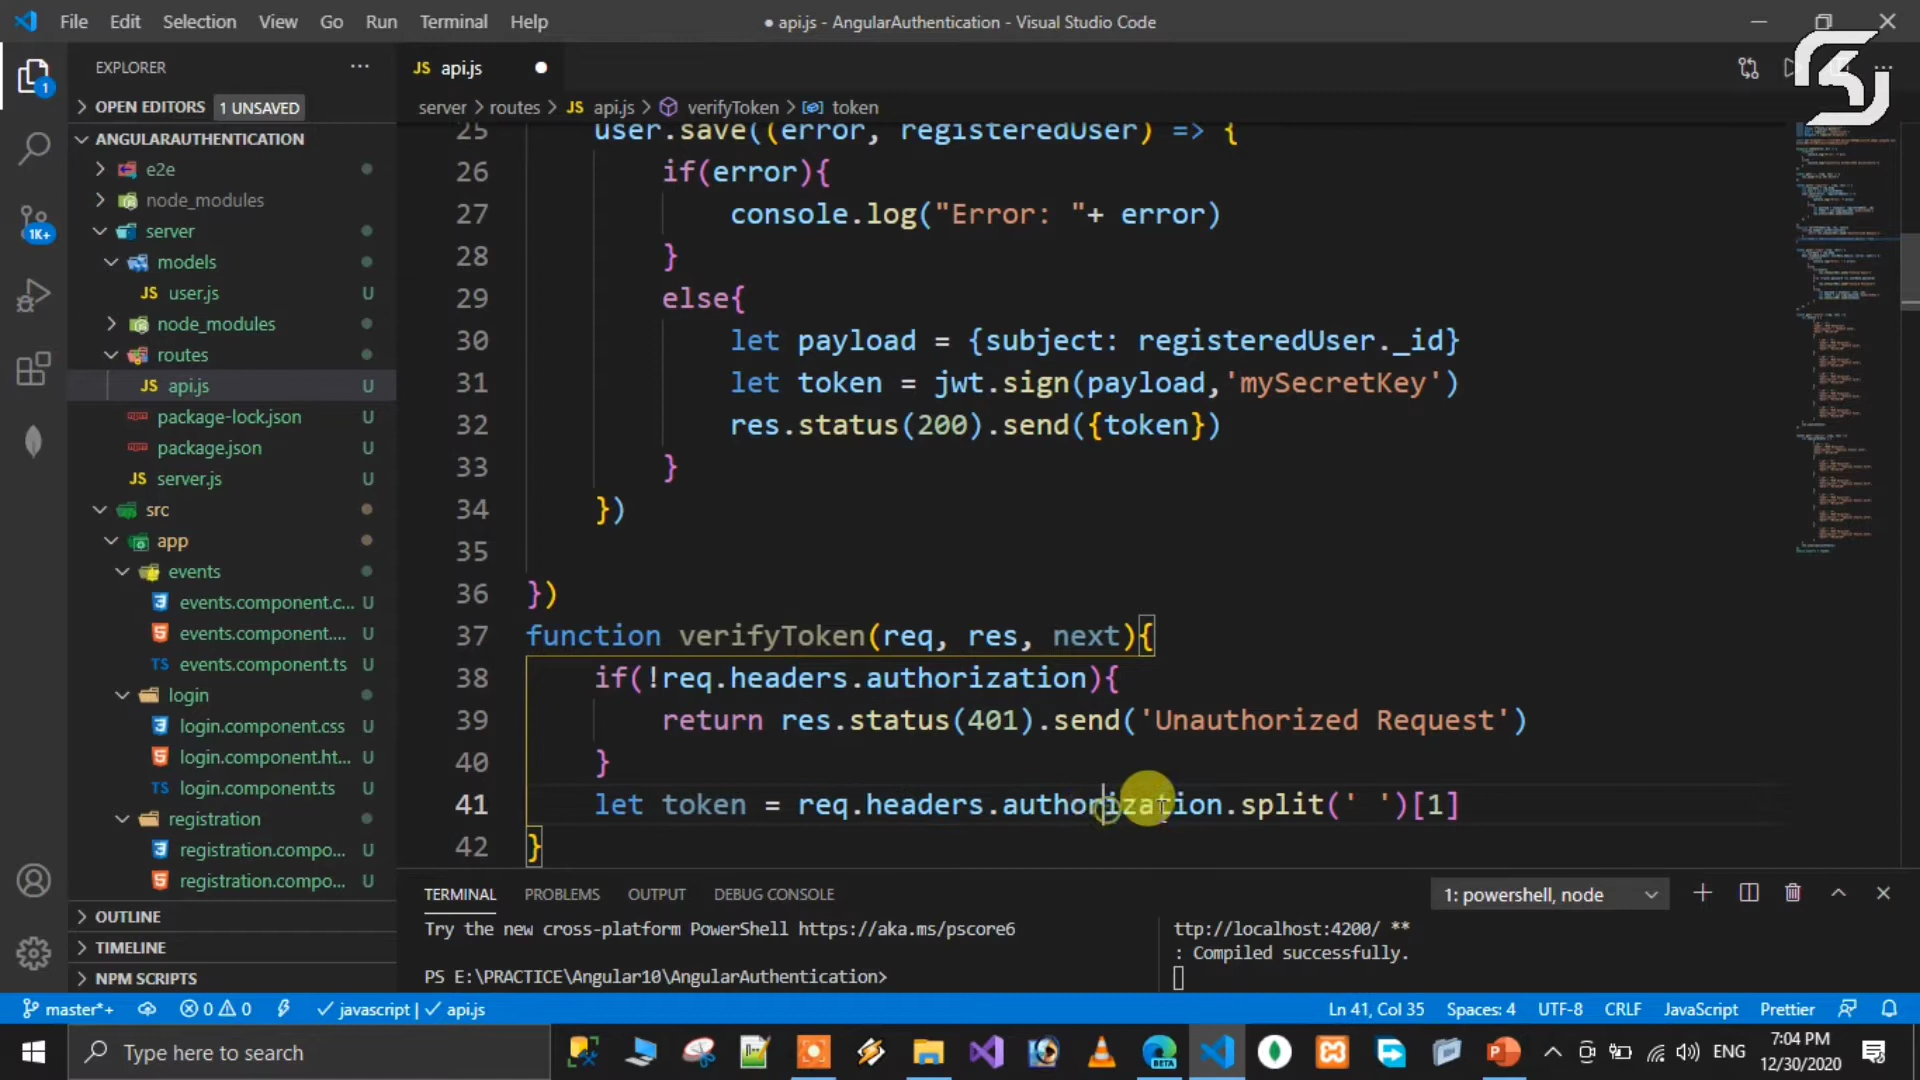 File Edit Selection View Go Run Terminal Help
● api.js - AngularAuthentication - Visual Studio Code
EXPLORER
JS api.js
OPEN EDITORS 1 UNSAVED
server > routes > JS api.js > verifyToken > token
ANGULARAUTHENTICATION
e2e
node_modules
server
models
JS user.js U
node_modules
routes
JS api.js U
package-lock.json U
package.json U
JS server.js U
src
app
events
events.component.c... U
events.component.... U
TS events.component.ts U
login
login.component.css U
login.component.ht... U
TS login.component.ts U
registration
registration.compo... U
registration.compo... U
OUTLINE
TIMELINE
NPM SCRIPTS
1
1K+
25 user.save((error, registeredUser) => {
26 if(error){
27 console.log("Error: "+ error)
28 }
29 else{
30 let payload = {subject: registeredUser._id}
31 let token = jwt.sign(payload,'mySecretKey')
32 res.status(200).send({token})
33 }
34 })
35
36 })
37 function verifyToken(req, res, next){
38 if(!req.headers.authorization){
39 return res.status(401).send('Unauthorized Request')
40 }
41 let token = req.headers.authorization.split(' ')[1]
42 }
TERMINAL PROBLEMS OUTPUT DEBUG CONSOLE 1: powershell, node
Try the new cross-platform PowerShell https://aka.ms/pscore6
PS E:\PRACTICE\Angular10\AngularAuthentication>
ttp://localhost:4200/ **
: Compiled successfully.
master*+ 0 0 javascript | api.js Ln 41, Col 35 Spaces: 4 UTF-8 CRLF JavaScript Prettier
Type here to search
BETA
ENG
7:04 PM
12/30/2020